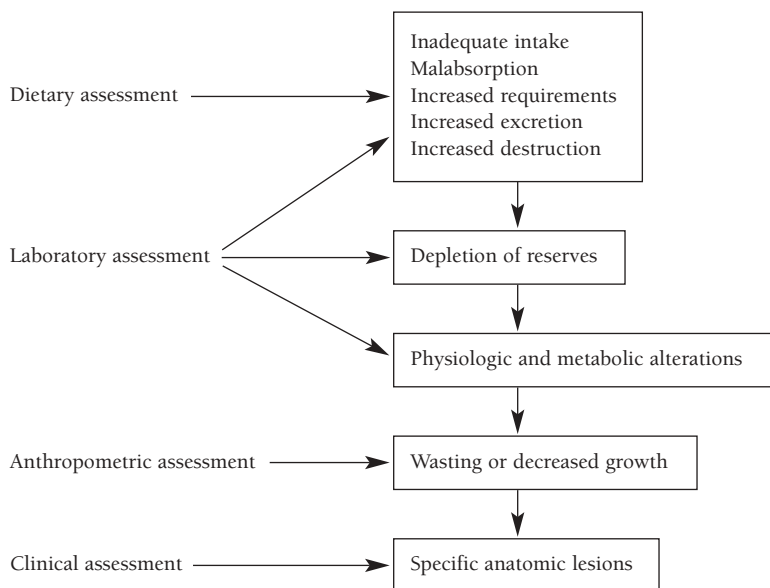 Inadequate intake
Malabsorption
Dietary assessment
Increased requirements
Increased excretion
Increased destruction
Laboratory assessment
Depletion of reserves
Physiologic and metabolic alterations
Anthropometric assessment
Wasting or decreased growth
Clinical assessment
Specific anatomic lesions